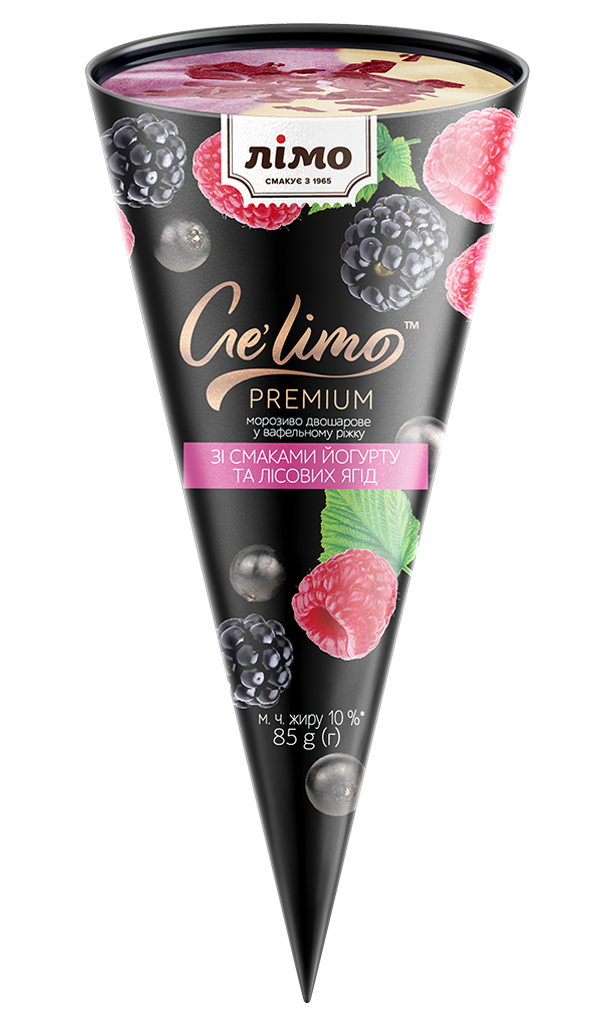 лімо
СМАКУЄ З 1965
Ge'limo™
PREMIUM
морозиво двошарове
у вафельному ріжку
ЗІ СМАКАМИ ЙОГУРТУ
ТА ЛІСОВИХ ЯГІД
м. ч. жиру 10 %*
85 g (г)